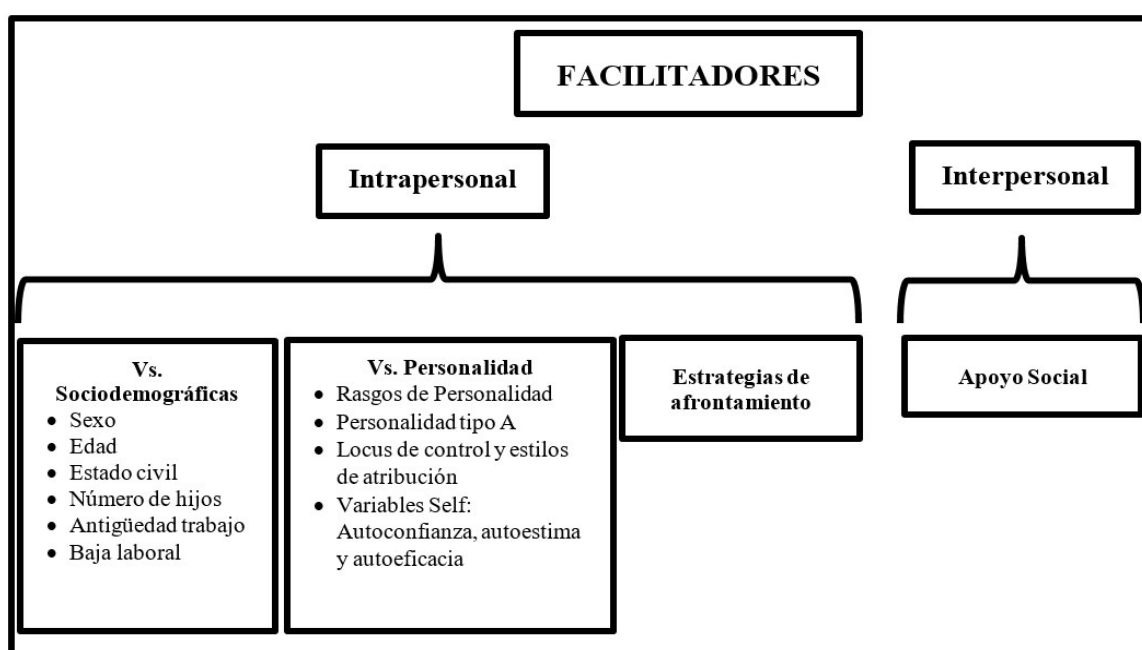 FACILITADORES
Intrapersonal
Interpersonal
Vs.
Sociodemográficas
• Sexo
• Edad
• Estado civil
• Número de hijos
• Antigüedad trabajo
• Baja laboral
Vs. Personalidad
• Rasgos de Personalidad
• Personalidad tipo A
• Locus de control y estilos
de atribución
• Variables Self:
Autoconfianza, autoestima
y autoeficacia
Estrategias de
afrontamiento
Apoyo Social